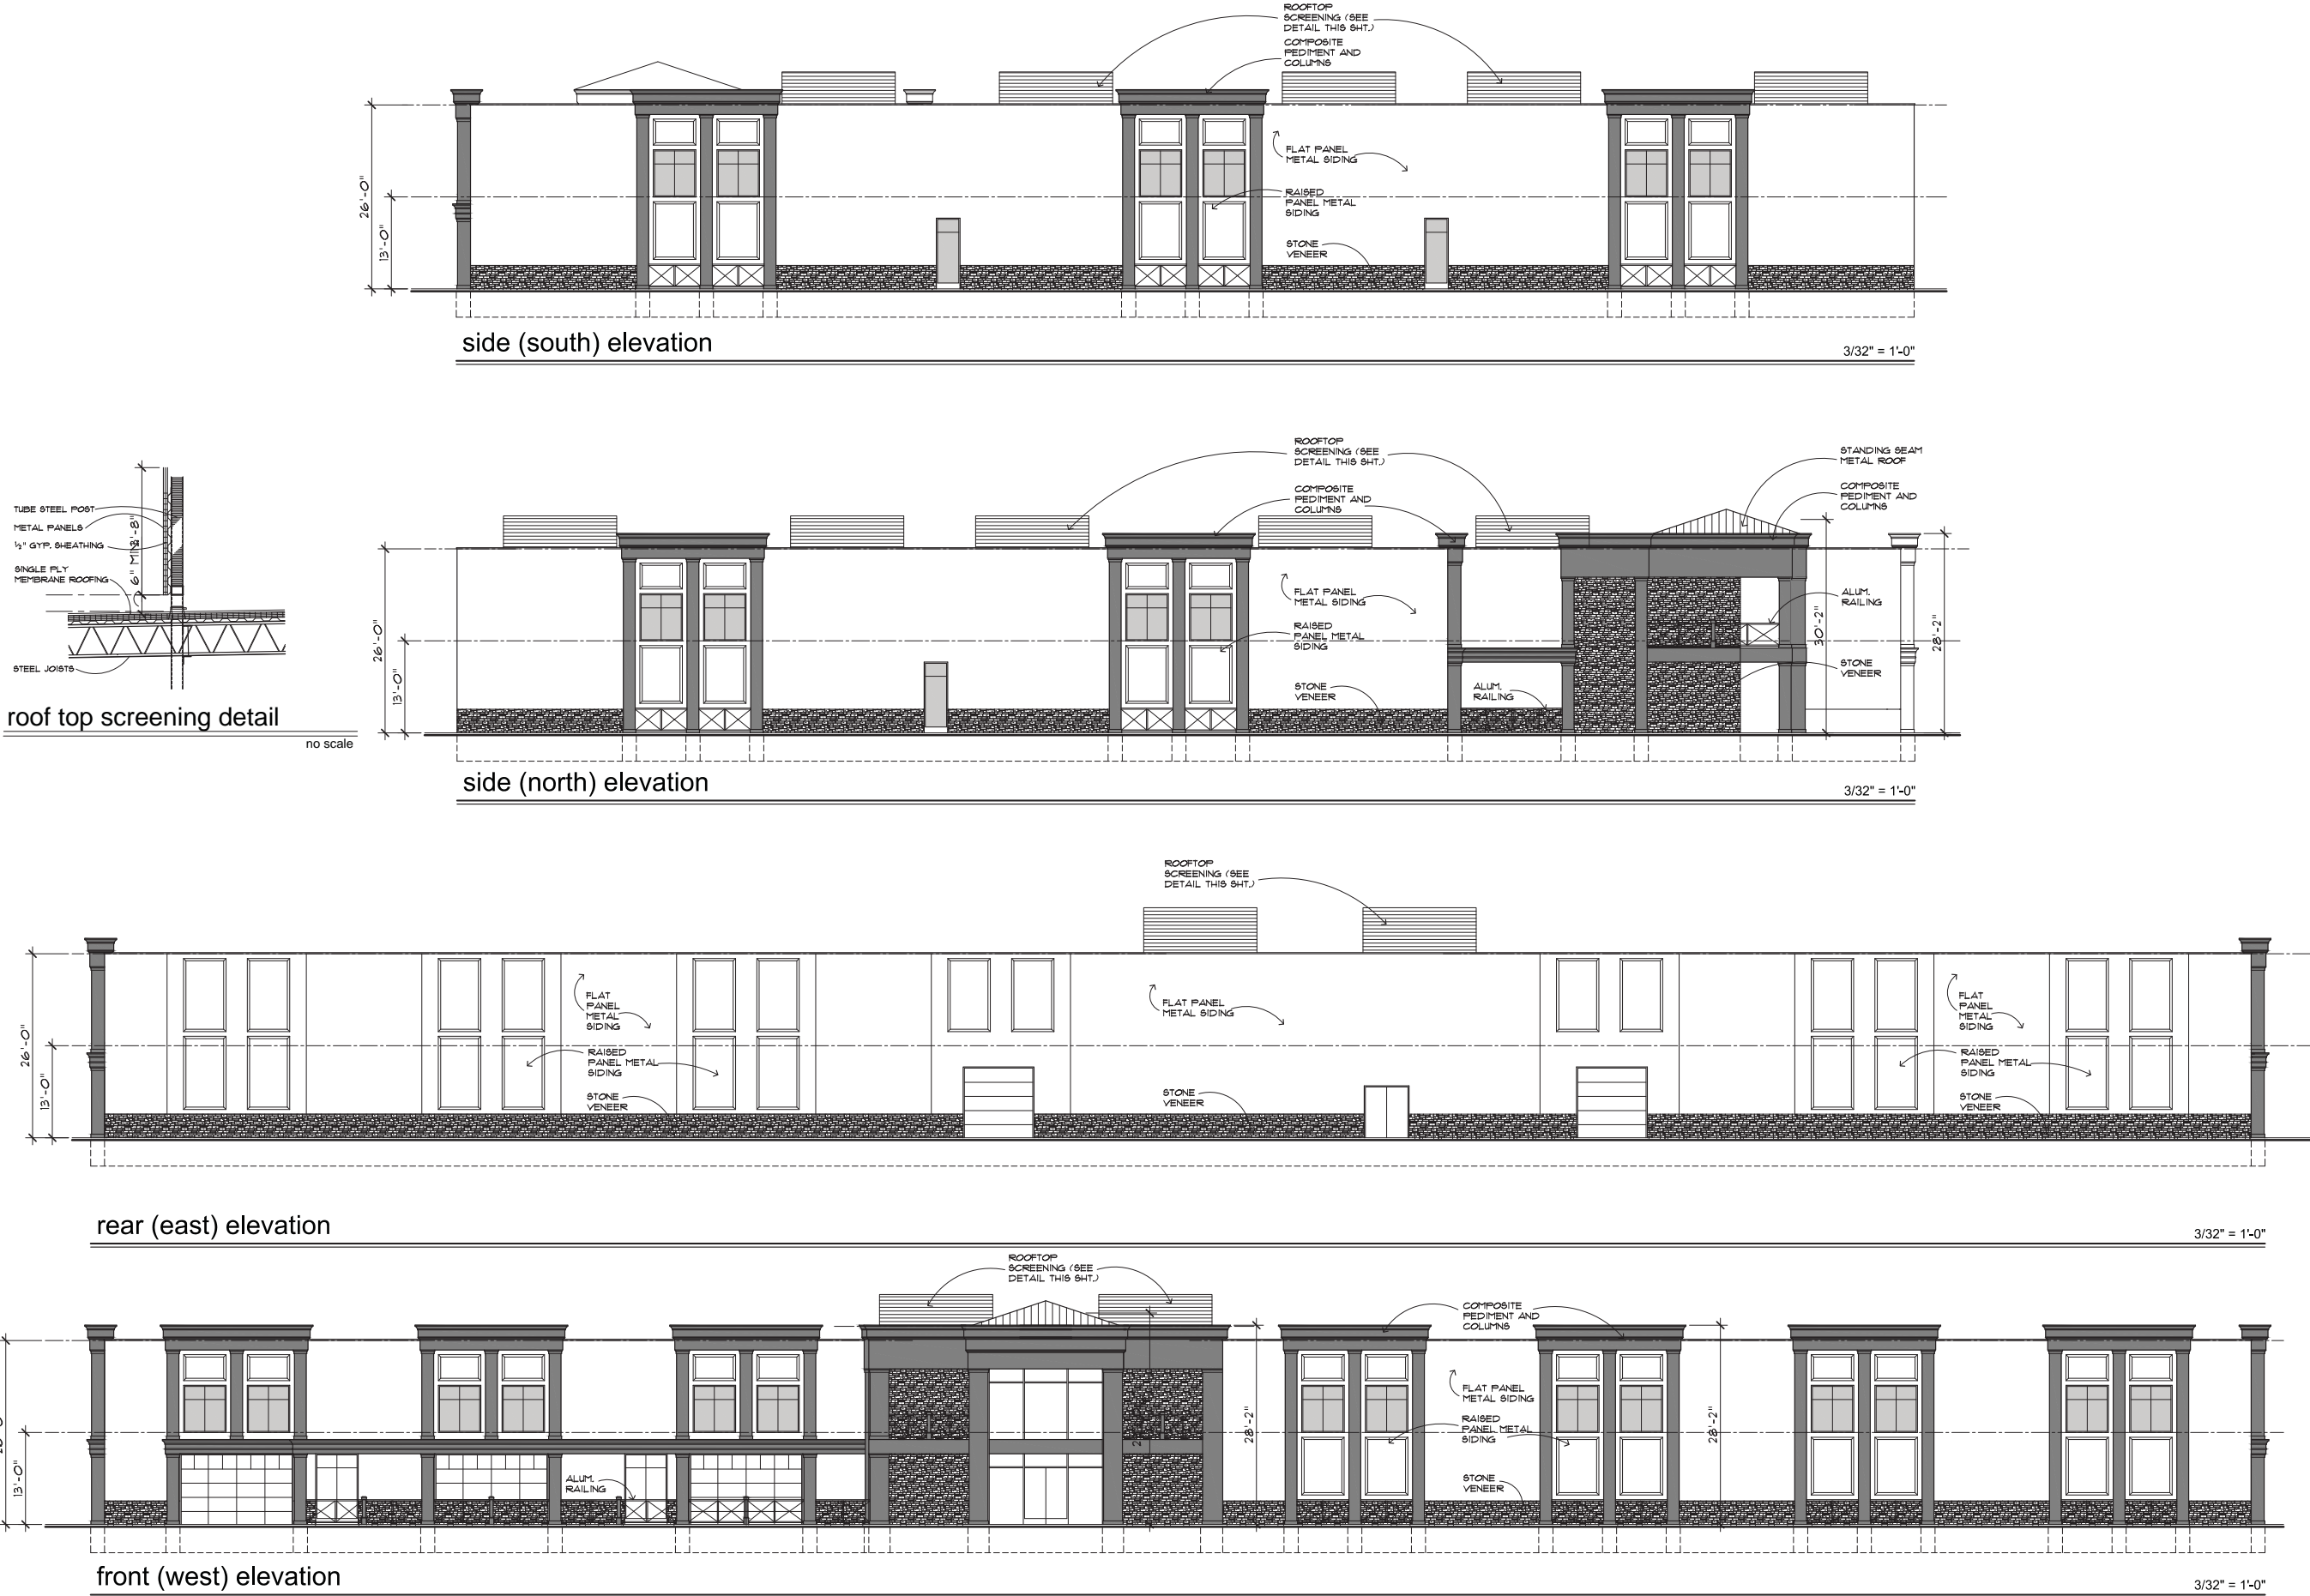 ROOFTOP
SCREENING (SEE
DETAIL THIS SHT.)
COMPOSITE
PEDIMENT AND
COLUMNS
FLAT PANEL
METAL SIDING
RAISED
PANEL METAL
SIDING
STONE
VENEER
26'-0"
13'-0"
side (south) elevation
3/32" = 1'-0"
TUBE STEEL POST
METAL PANELS
½" GYP. SHEATHING
SINGLE PLY
MEMBRANE ROOFING
STEEL JOISTS
roof top screening detail
no scale
ROOFTOP
SCREENING (SEE
DETAIL THIS SHT.)
COMPOSITE
PEDIMENT AND
COLUMNS
STANDING SEAM
METAL ROOF
COMPOSITE
PEDIMENT AND
COLUMNS
FLAT PANEL
METAL SIDING
RAISED
PANEL METAL
SIDING
STONE
VENEER
ALUM.
RAILING
ALUM.
RAILING
STONE
VENEER
26'-0"
13'-0"
30'-2"
28'-2"
side (north) elevation
3/32" = 1'-0"
ROOFTOP
SCREENING (SEE
DETAIL THIS SHT.)
FLAT
PANEL
METAL
SIDING
RAISED
PANEL METAL
SIDING
STONE
VENEER
FLAT PANEL
METAL SIDING
STONE
VENEER
FLAT
PANEL
METAL
SIDING
RAISED
PANEL METAL
SIDING
STONE
VENEER
26'-0"
13'-0"
rear (east) elevation
3/32" = 1'-0"
ROOFTOP
SCREENING (SEE
DETAIL THIS SHT.)
COMPOSITE
PEDIMENT AND
COLUMNS
FLAT PANEL
METAL SIDING
RAISED
PANEL METAL
SIDING
STONE
VENEER
ALUM.
RAILING
13'-0"
28'-2"
28'-2"
front (west) elevation
3/32" = 1'-0"